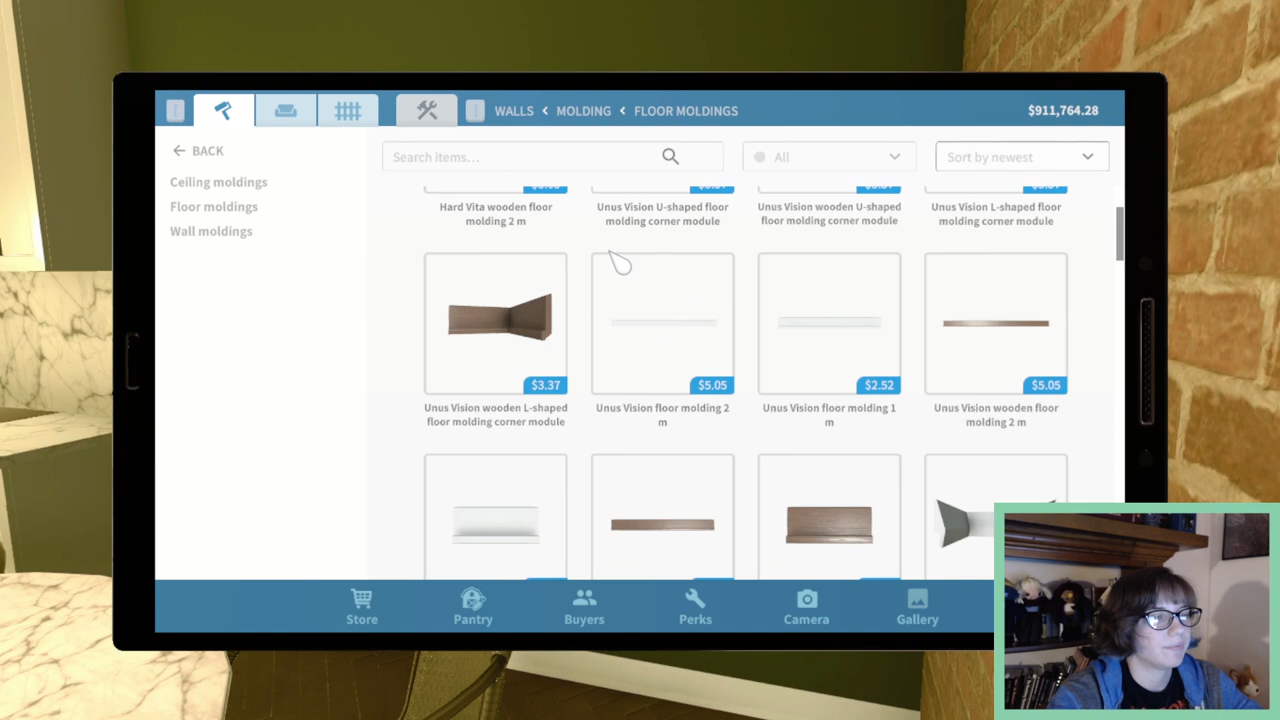 WALLS < MOLDING < FLOOR MOLDINGS
$911,764.28
BACK
Search items...
All
Sort by newest
Ceiling moldings
Floor moldings
Wall moldings
Hard Vita wooden floor
molding 2 m
Unus Vision U-shaped floor
molding corner module
Unus Vision wooden U-shaped
floor molding corner module
Unus Vision L-shaped floor
molding corner module
$3.37
Unus Vision wooden L-shaped
floor molding corner module
$5.05
Unus Vision floor molding 2
m
$2.52
Unus Vision floor molding 1
m
$5.05
Unus Vision wooden floor
molding 2 m
Store
Pantry
Buyers
Perks
Camera
Gallery